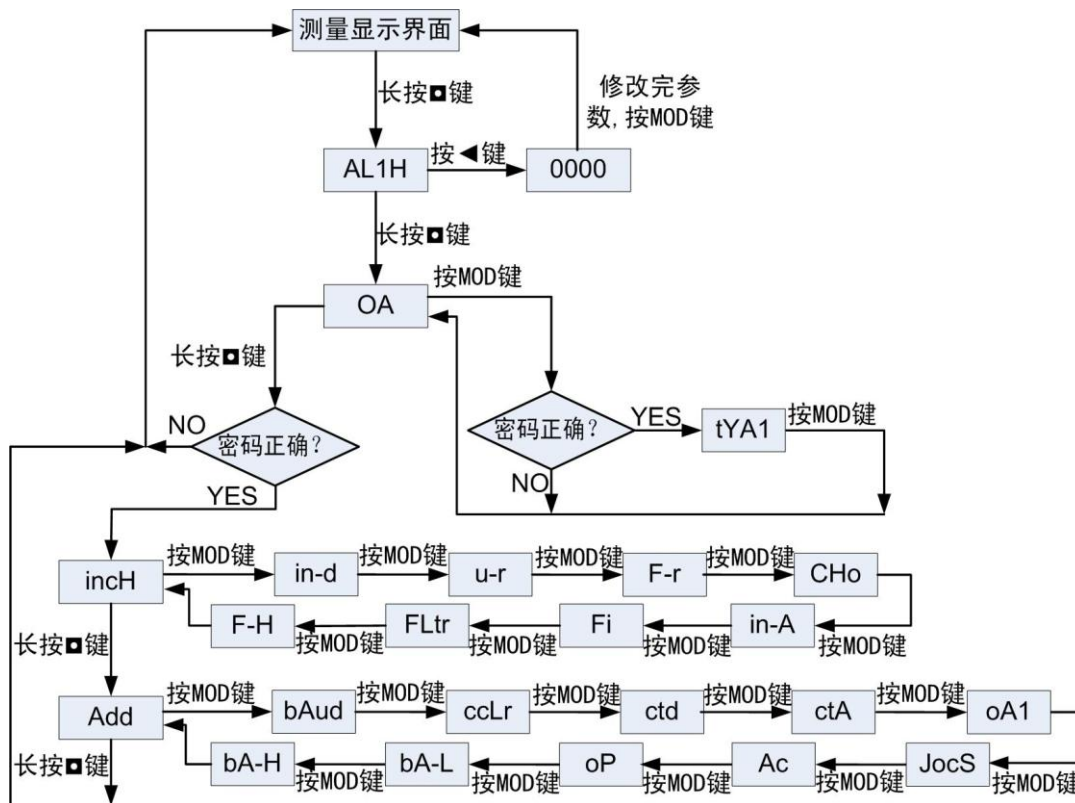 测量显示界面
长按◘键
修改完参
数,按MOD键
AL1H
按◀键
0000
长按◘键
OA
按MOD键
长按◘键
密码正确？
NO
YES
密码正确？
YES
NO
tYA1
按MOD键
incH
按MOD键
in-d
按MOD键
u-r
按MOD键
F-r
按MOD键
CHo
F-H
按MOD键
FLtr
按MOD键
Fi
按MOD键
in-A
按MOD键
长按◘键
Add
按MOD键
bAud
按MOD键
ccLr
按MOD键
ctd
按MOD键
ctA
按MOD键
oA1
bA-H
按MOD键
bA-L
按MOD键
oP
按MOD键
Ac
按MOD键
JocS
按MOD键
长按◘键